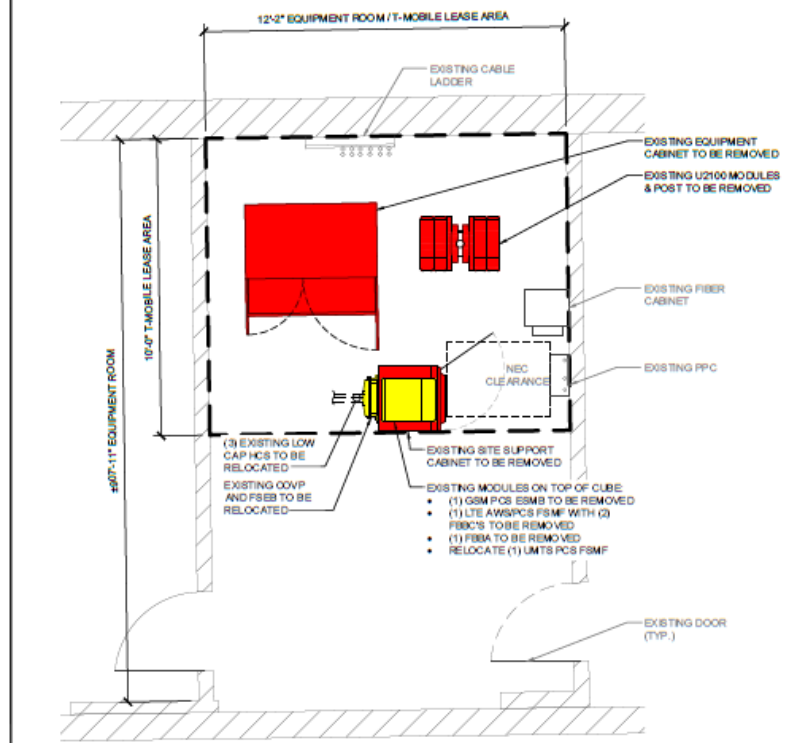 12'-2" EQUIPMENT ROOM / T-MOBILE LEASE AREA
EXISTING CABLE
LADDER
EXISTING EQUIPMENT
CABINET TO BE REMOVED
EXISTING U2100 MODULES
& POST TO BE REMOVED
10'-0" T-MOBILE LEASE AREA
±207'-11" EQUIPMENT ROOM
EXISTING FIBER
CABINET
NEC
CLEARANCE
EXISTING PPC
(3) EXISTING LOW
CAP HCS TO BE
RELOCATED
EXISTING COVP
AND FSEB TO BE
RELOCATED
EXISTING SITE SUPPORT
CABINET TO BE REMOVED
EXISTING MODULES ON TOP OF CUBE:
• (1) GSM PCS ESMB TO BE REMOVED
• (1) LTE AWS/PCS FSMF WITH (2)
FBBC'S TO BE REMOVED
• (1) FBBA TO BE REMOVED
• RELOCATE (1) UMTS PCS FSMF
EXISTING DOOR
(TYP.)